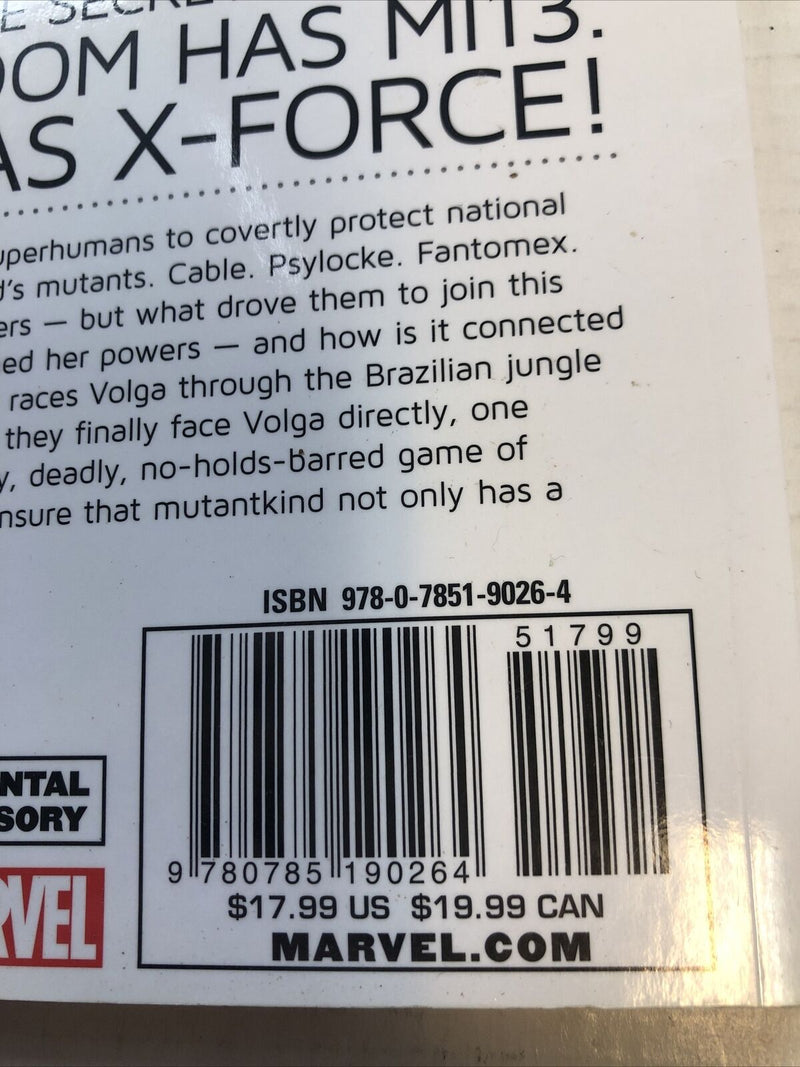 E SECRE
OOM HAS MI13.
AS X-FORCE!
uperhumans to covertly protect national
d's mutants. Cable. Psylocke. Fantomex.
ers — but what drove them to join this
ed her powers — and how is it connected
races Volga through the Brazilian jungle
they finally face Volga directly, one
y, deadly, no-holds-barred game of
nsure that mutantkind not only has a
ISBN 978-0-7851-9026-4
51799
9 780785 190264
NTAL
SORY
RVEL
$17.99 US $19.99 CAN
MARVEL.COM